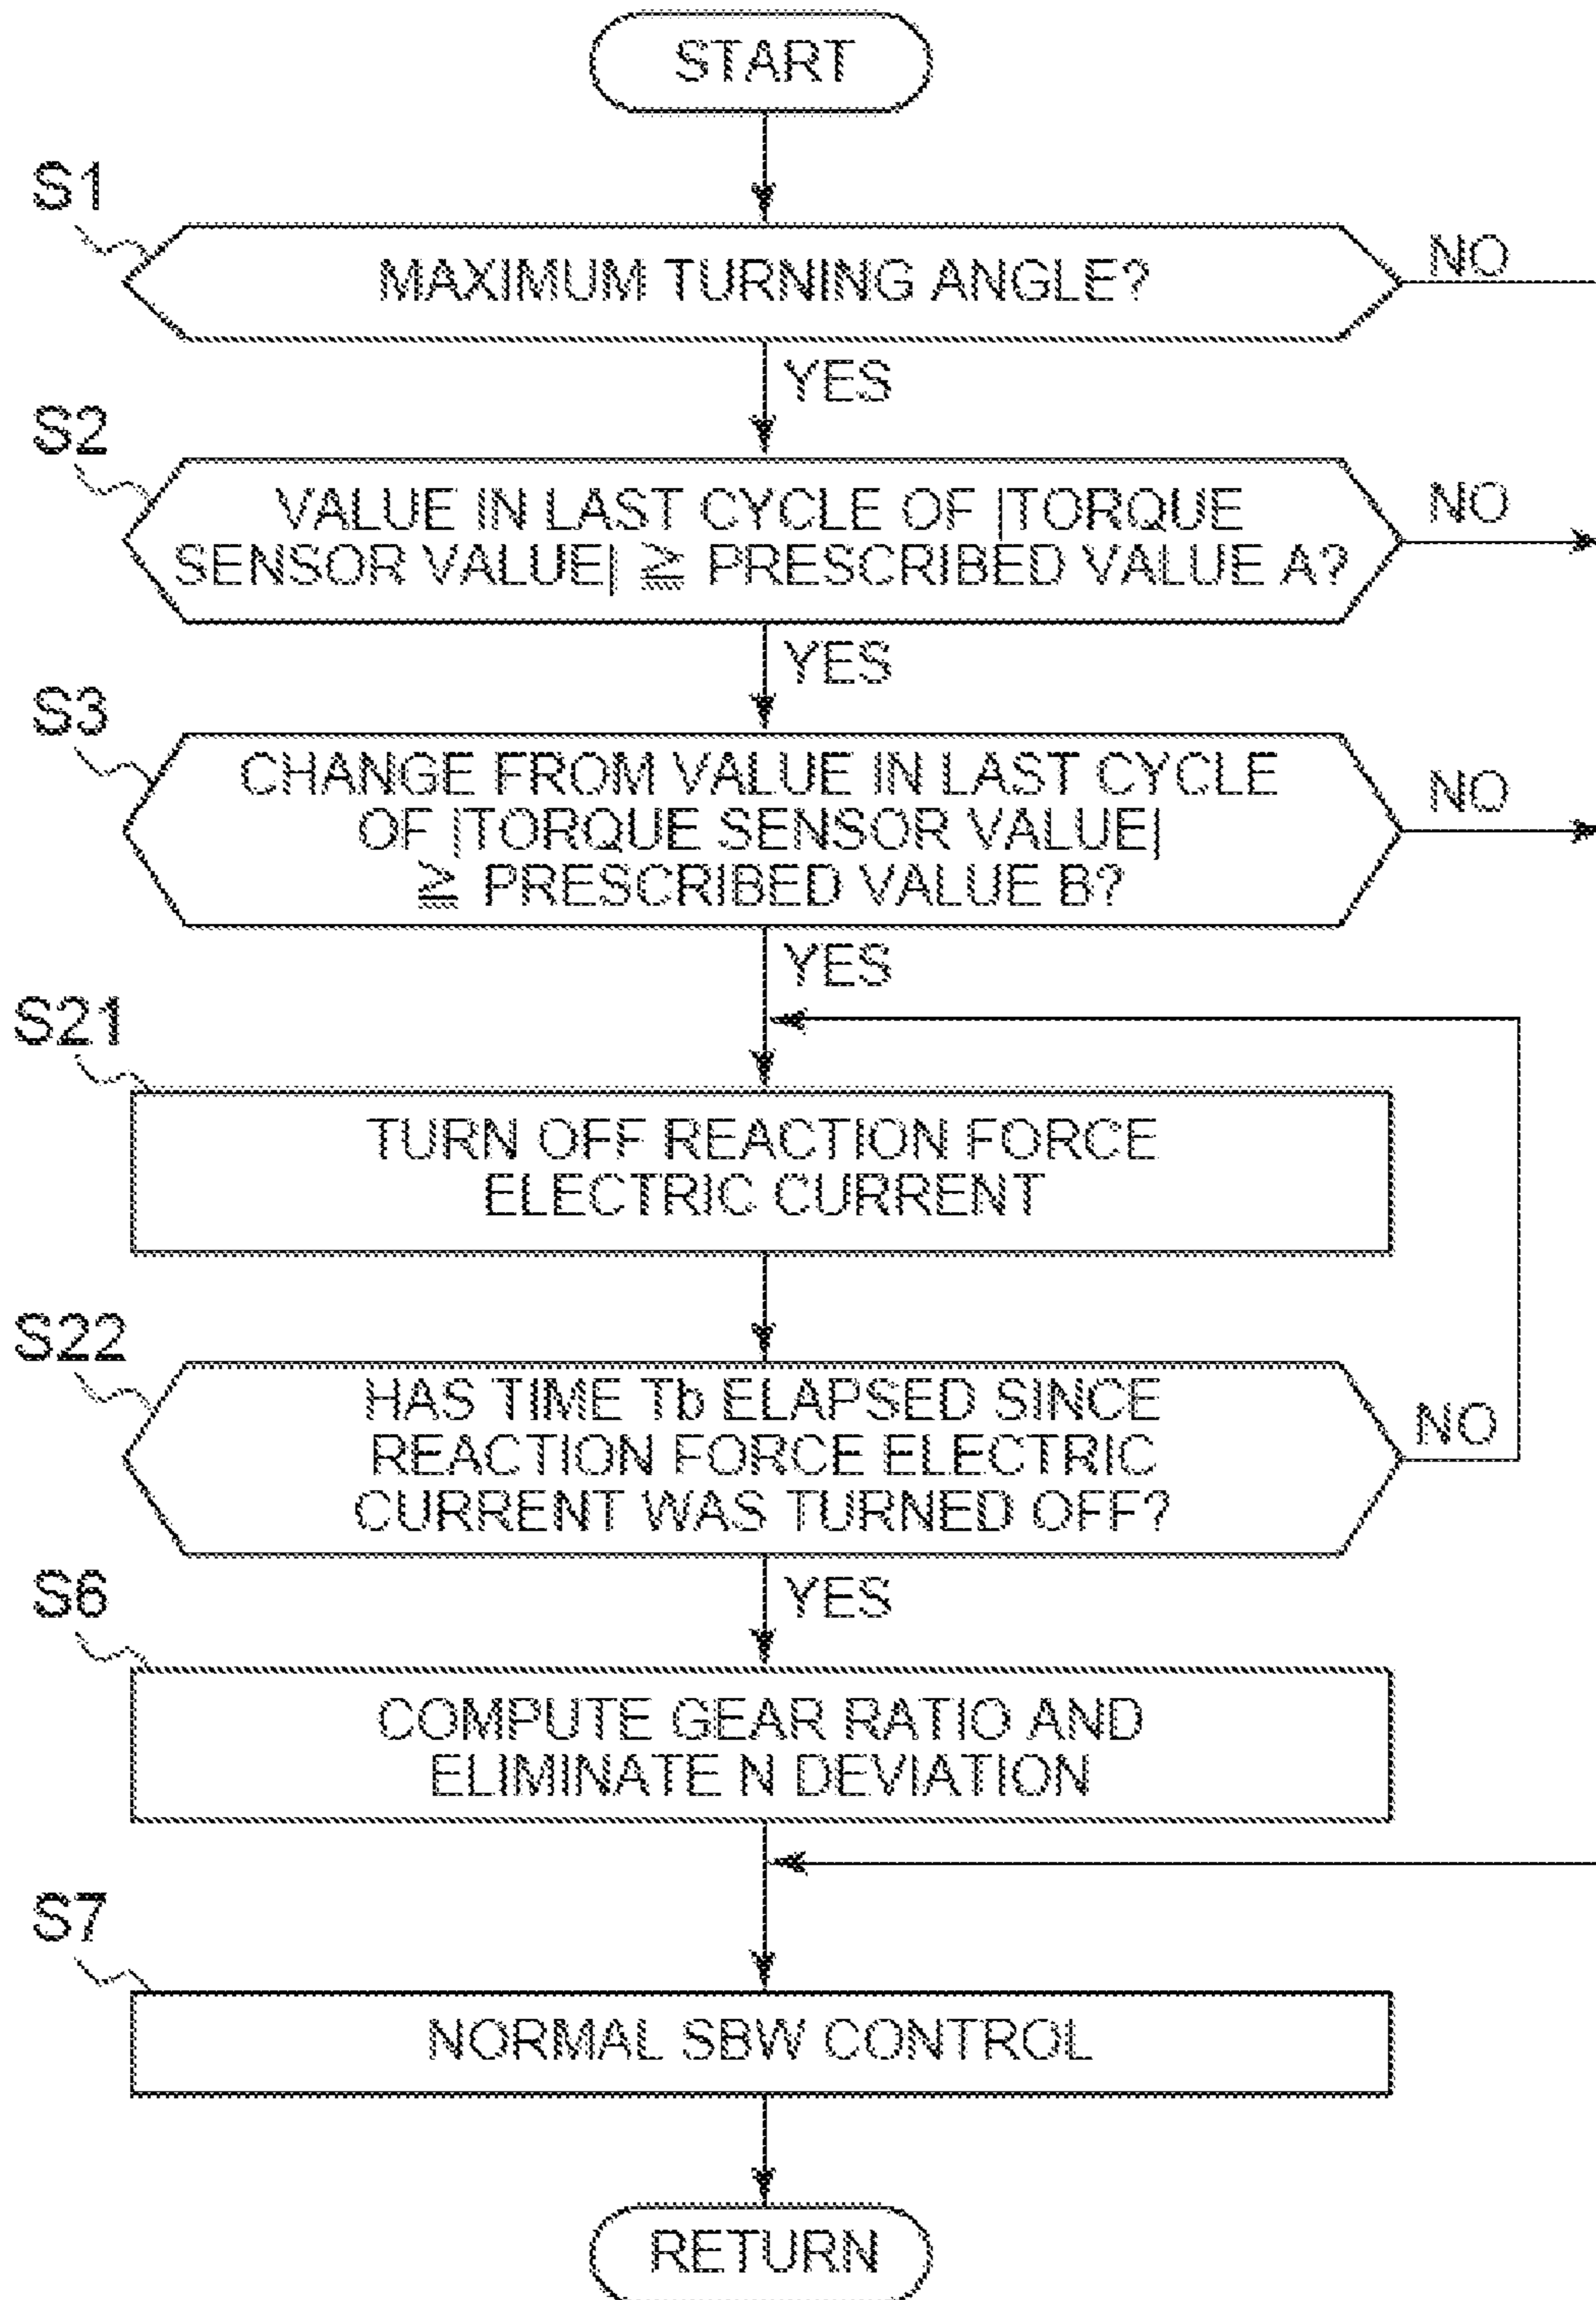 START
S1
MAXIMUM TURNING ANGLE?
NO
YES
S2
VALUE IN LAST CYCLE OF |TORQUE
SENSOR VALUE| ≧ PRESCRIBED VALUE A?
NO
YES
S3
CHANGE FROM VALUE IN LAST CYCLE
OF |TORQUE SENSOR VALUE|
≧ PRESCRIBED VALUE B?
NO
YES
S21
TURN OFF REACTION FORCE
ELECTRIC CURRENT
S22
HAS TIME Tb ELAPSED SINCE
REACTION FORCE ELECTRIC
CURRENT WAS TURNED OFF?
NO
YES
S6
COMPUTE GEAR RATIO AND
ELIMINATE N DEVIATION
S7
NORMAL SBW CONTROL
RETURN